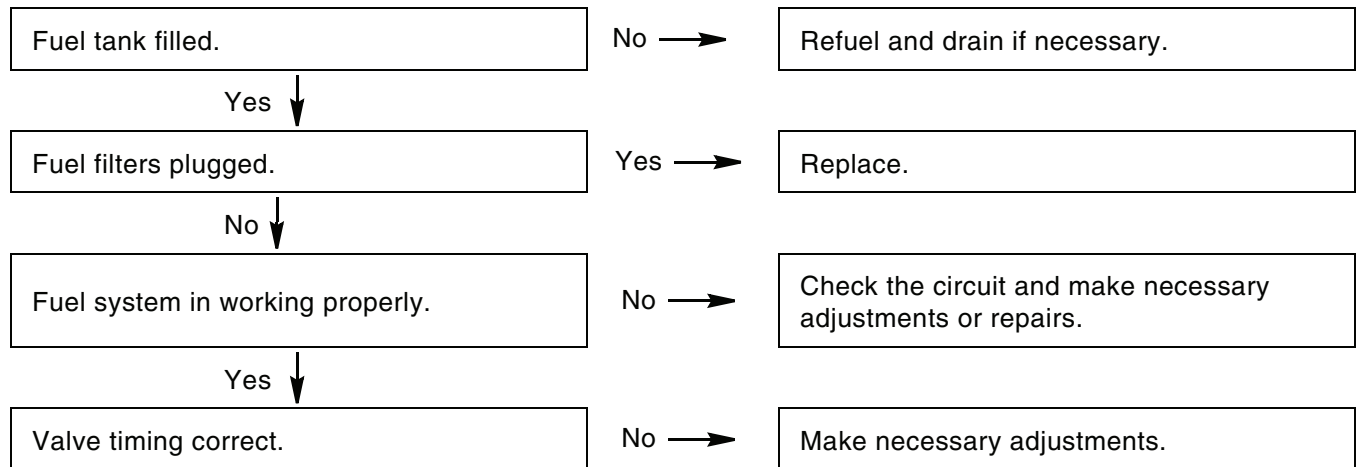 Fuel tank filled.
No
Refuel and drain if necessary.
Yes
Fuel filters plugged.
Yes
Replace.
No
Fuel system in working properly.
No
Check the circuit and make necessary
adjustments or repairs.
Yes
Valve timing correct.
No
Make necessary adjustments.